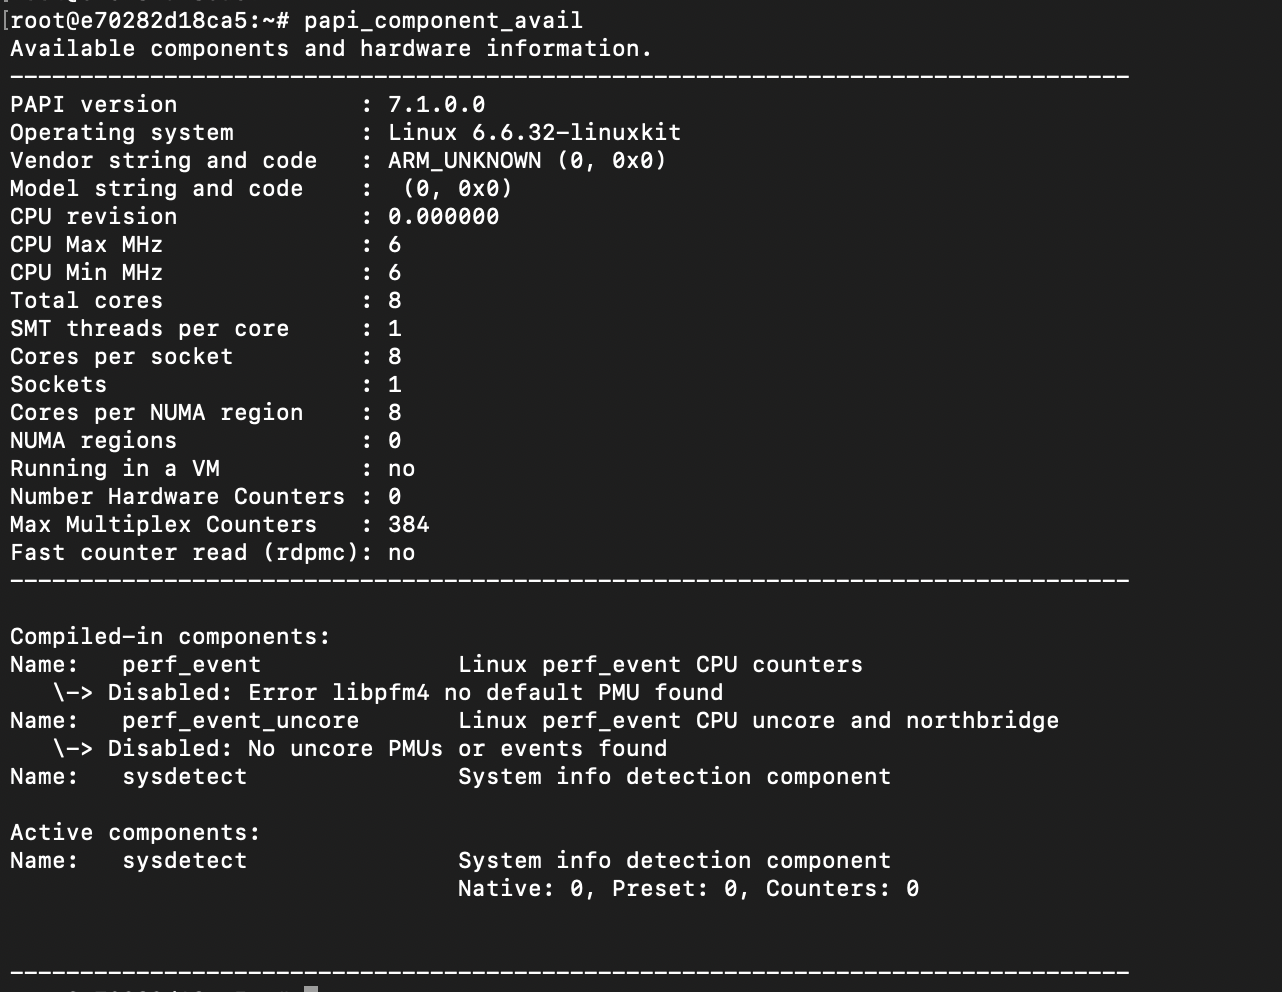 [root@e70282d18ca5:~# papi_component_avail
Available components and hardware information.
--------------------------------------------------------------------------------
PAPI version             : 7.1.0.0
Operating system         : Linux 6.6.32-linuxkit
Vendor string and code   : ARM_UNKNOWN (0, 0x0)
Model string and code    :  (0, 0x0)
CPU revision             : 0.000000
CPU Max MHz              : 6
CPU Min MHz              : 6
Total cores              : 8
SMT threads per core     : 1
Cores per socket         : 8
Sockets                  : 1
Cores per NUMA region    : 8
NUMA regions             : 0
Running in a VM          : no
Number Hardware Counters : 0
Max Multiplex Counters   : 384
Fast counter read (rdpmc): no
--------------------------------------------------------------------------------
Compiled-in components:
Name:   perf_event              Linux perf_event CPU counters
   \-> Disabled: Error libpfm4 no default PMU found
Name:   perf_event_uncore       Linux perf_event CPU uncore and northbridge
   \-> Disabled: No uncore PMUs or events found
Name:   sysdetect               System info detection component
Active components:
Name:   sysdetect               System info detection component
                                Native: 0, Preset: 0, Counters: 0
--------------------------------------------------------------------------------